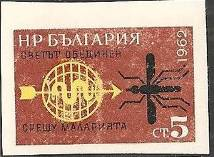 НР БЪЛГАРИЯ
СВЕТЪТ ОБЕДИНЕН
1962
СРЕЩУ МАЛАРИЯТА
СТ 5